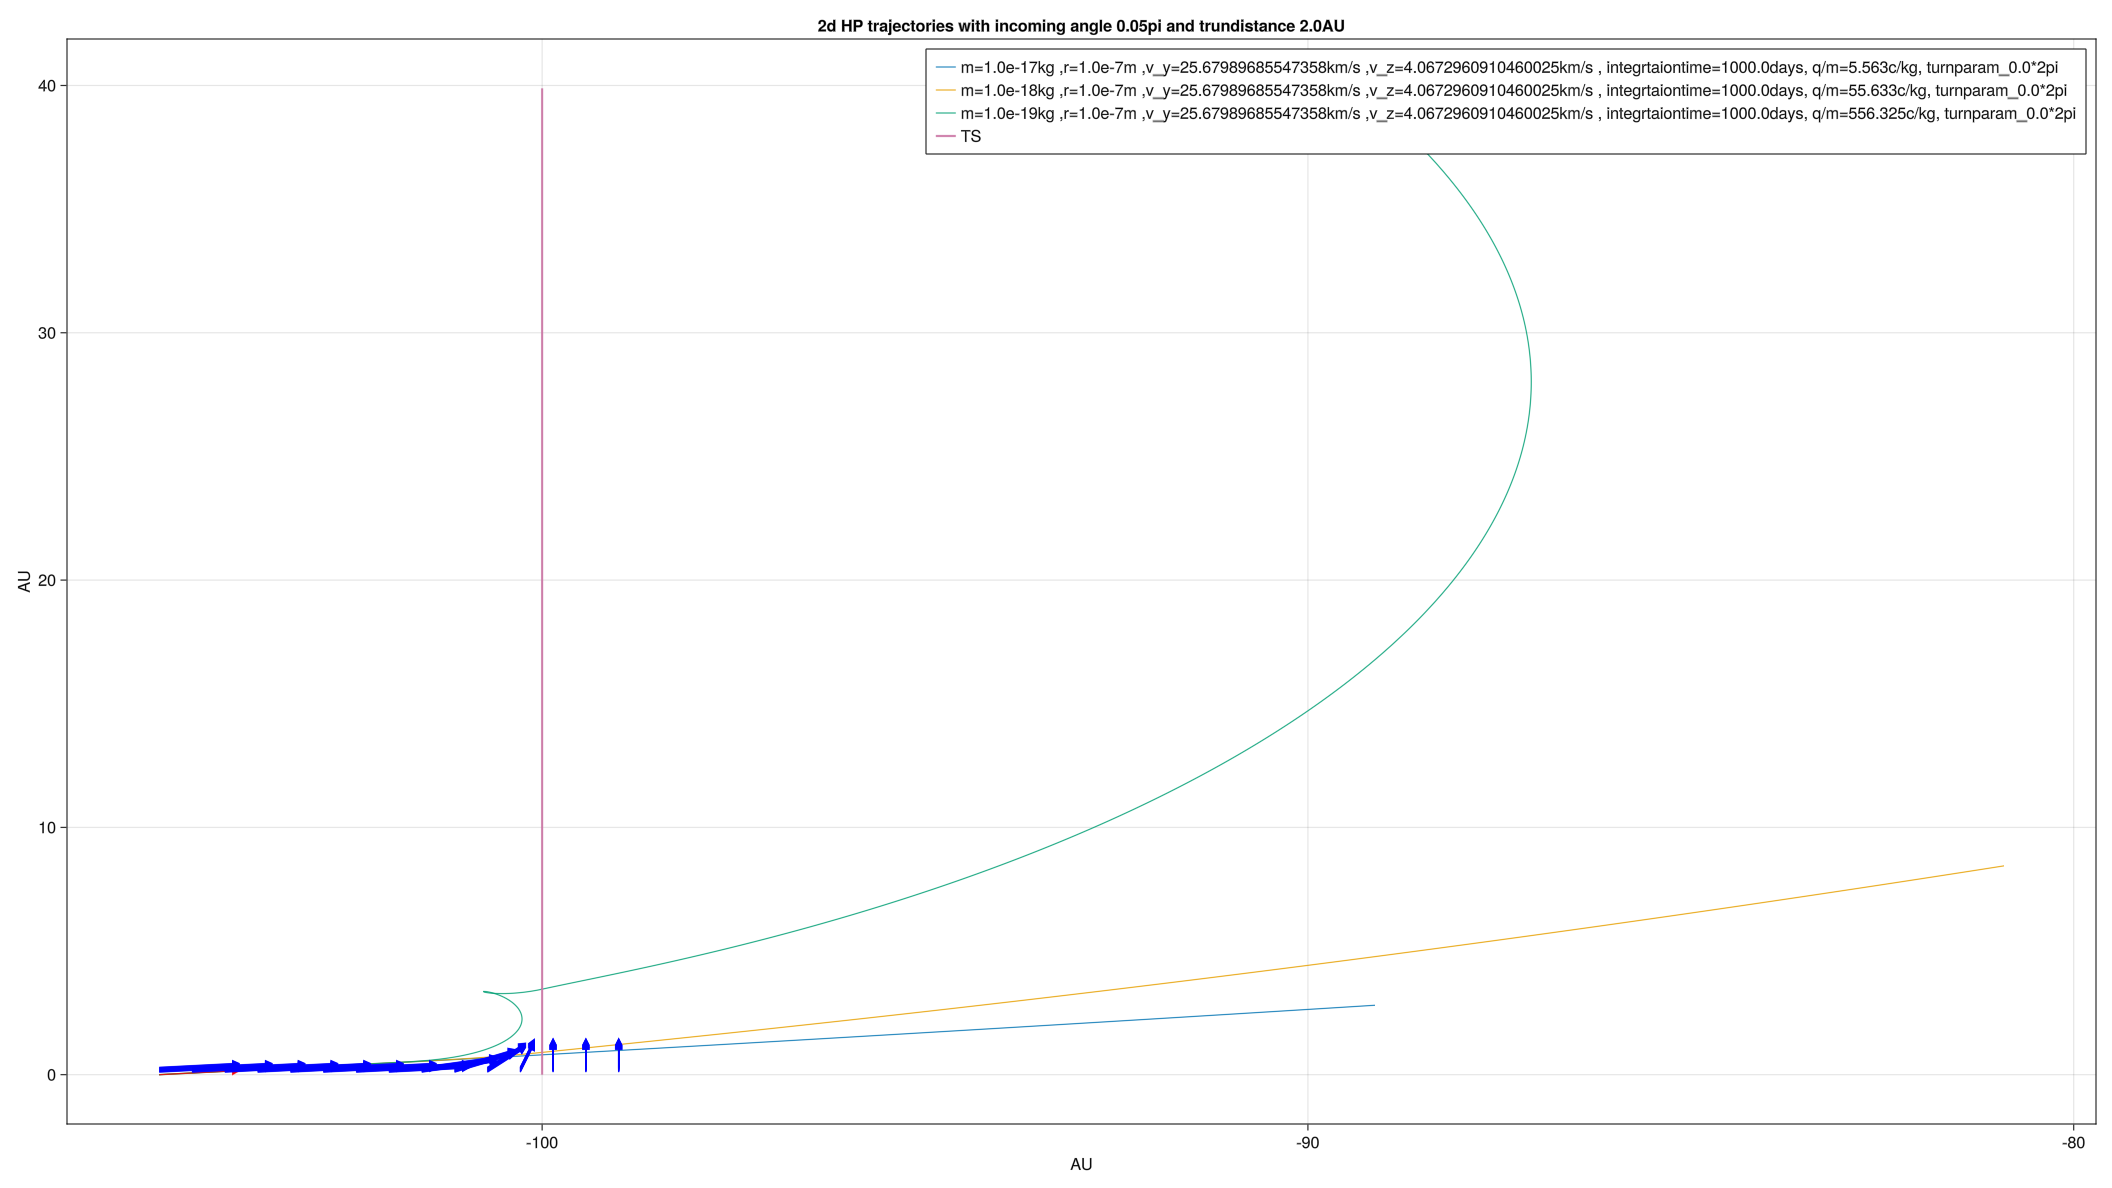 2d HP trajectories with incoming angle 0.05pi and trundistance 2.0AU
m=1.0e-17kg ,r=1.0e-7m ,v_y=25.67989685547358km/s ,v_z=4.0672960910460025km/s , integrtaiontime=1000.0days, q/m=5.563c/kg, turnparam_0.0*2pi
m=1.0e-18kg ,r=1.0e-7m ,v_y=25.67989685547358km/s ,v_z=4.0672960910460025km/s , integrtaiontime=1000.0days, q/m=55.633c/kg, turnparam_0.0*2pi
m=1.0e-19kg ,r=1.0e-7m ,v_y=25.67989685547358km/s ,v_z=4.0672960910460025km/s , integrtaiontime=1000.0days, q/m=556.325c/kg, turnparam_0.0*2pi
TS
40
30
20
10
0
AU
-100
-90
-80
AU